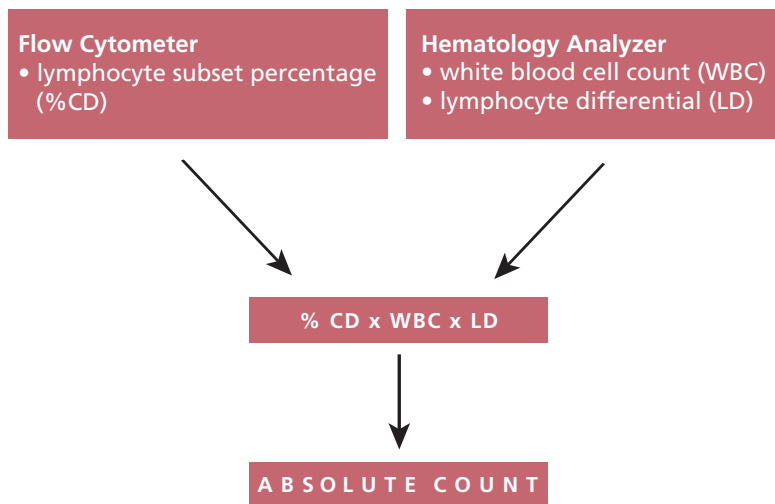 Flow Cytometer
• lymphocyte subset percentage
(%CD)
Hematology Analyzer
• white blood cell count (WBC)
• lymphocyte differential (LD)
% CD x WBC x LD
ABSOLUTE COUNT